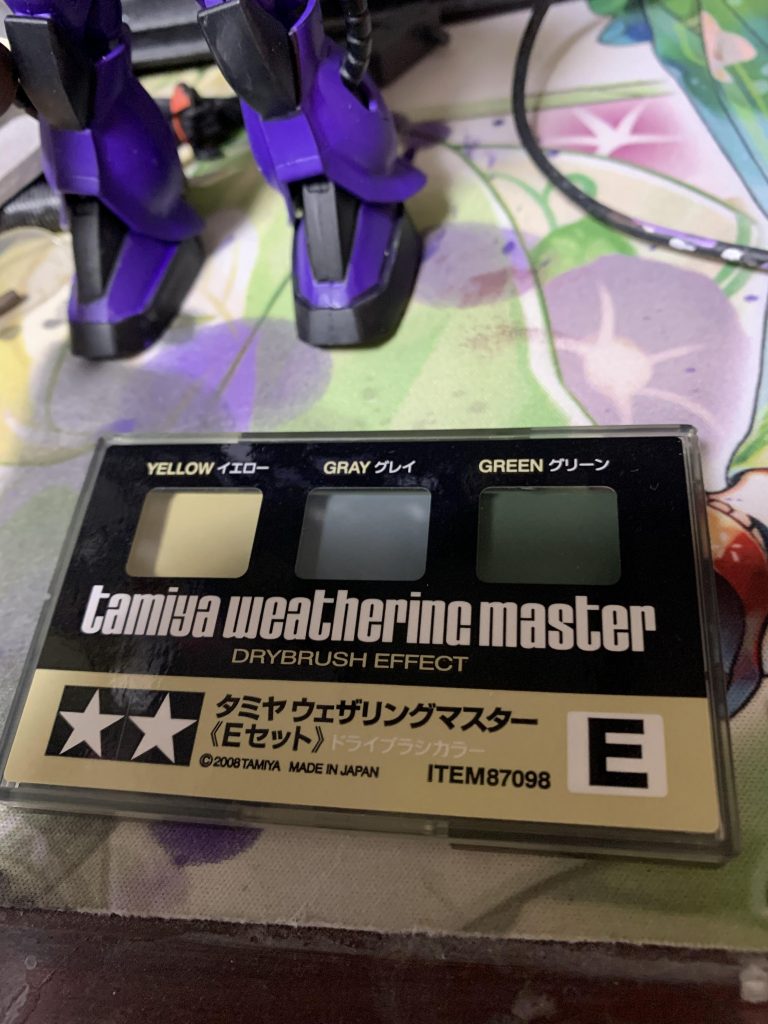 YELLOW イエロー GRAY グレイ GREEN グリーン
tamiya weathering master
DRYBRUSH EFFECT
タミヤ ウェザリングマスター
《Eセット》ドライブラシカラー
©2008 TAMIYA MADE IN JAPAN
ITEM87098
E